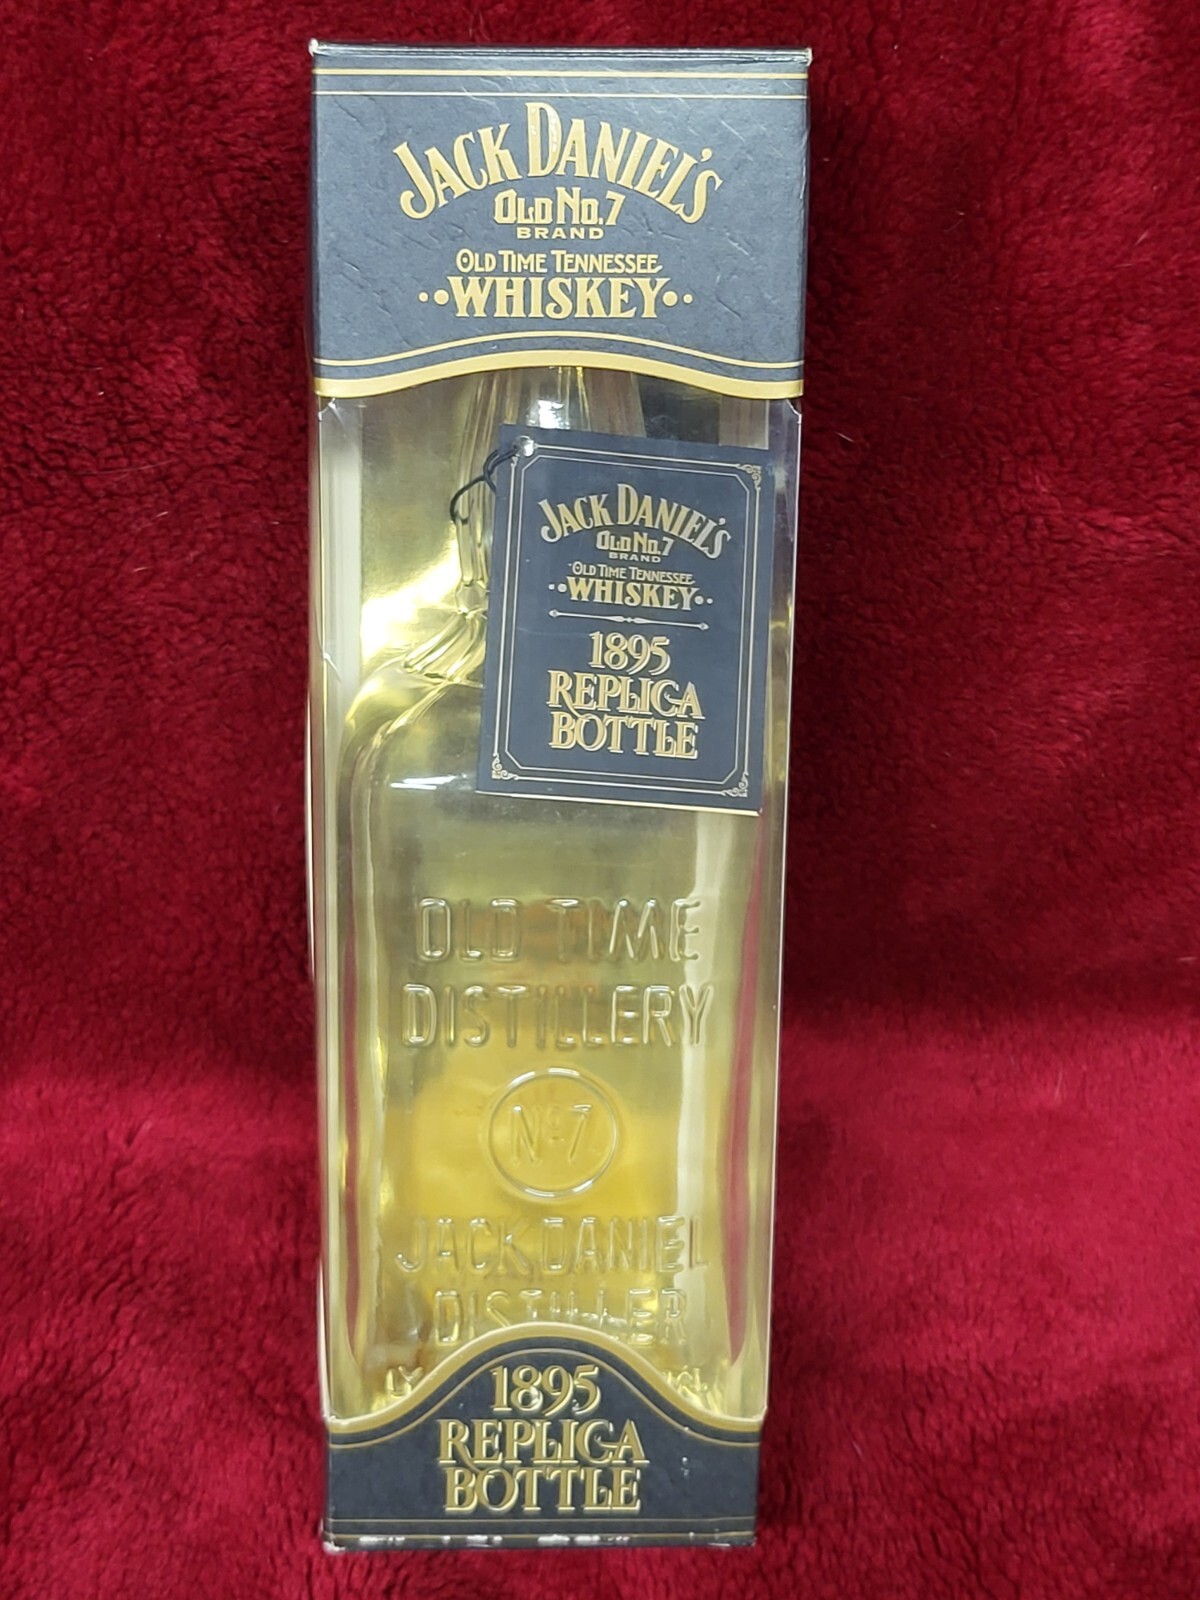 JACK DANIEL'S
OLD NO.7
BRAND
OLD TIME TENNESSEE
WHISKEY
JACK DANIEL'S
OLD NO.7
BRAND
OLD TIME TENNESSEE
WHISKEY
1895
REPLICA
BOTTLE
OLD TIME
DISTILLERY
No 7
JACK DANIEL
DISTILLER
1895
REPLICA
BOTTLE